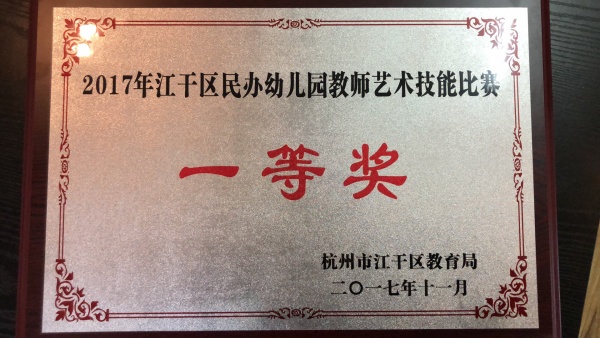 2017年江干区民办幼儿园教师艺术技能比赛
一等奖
杭州市江干区教育局
二〇一七年十一月